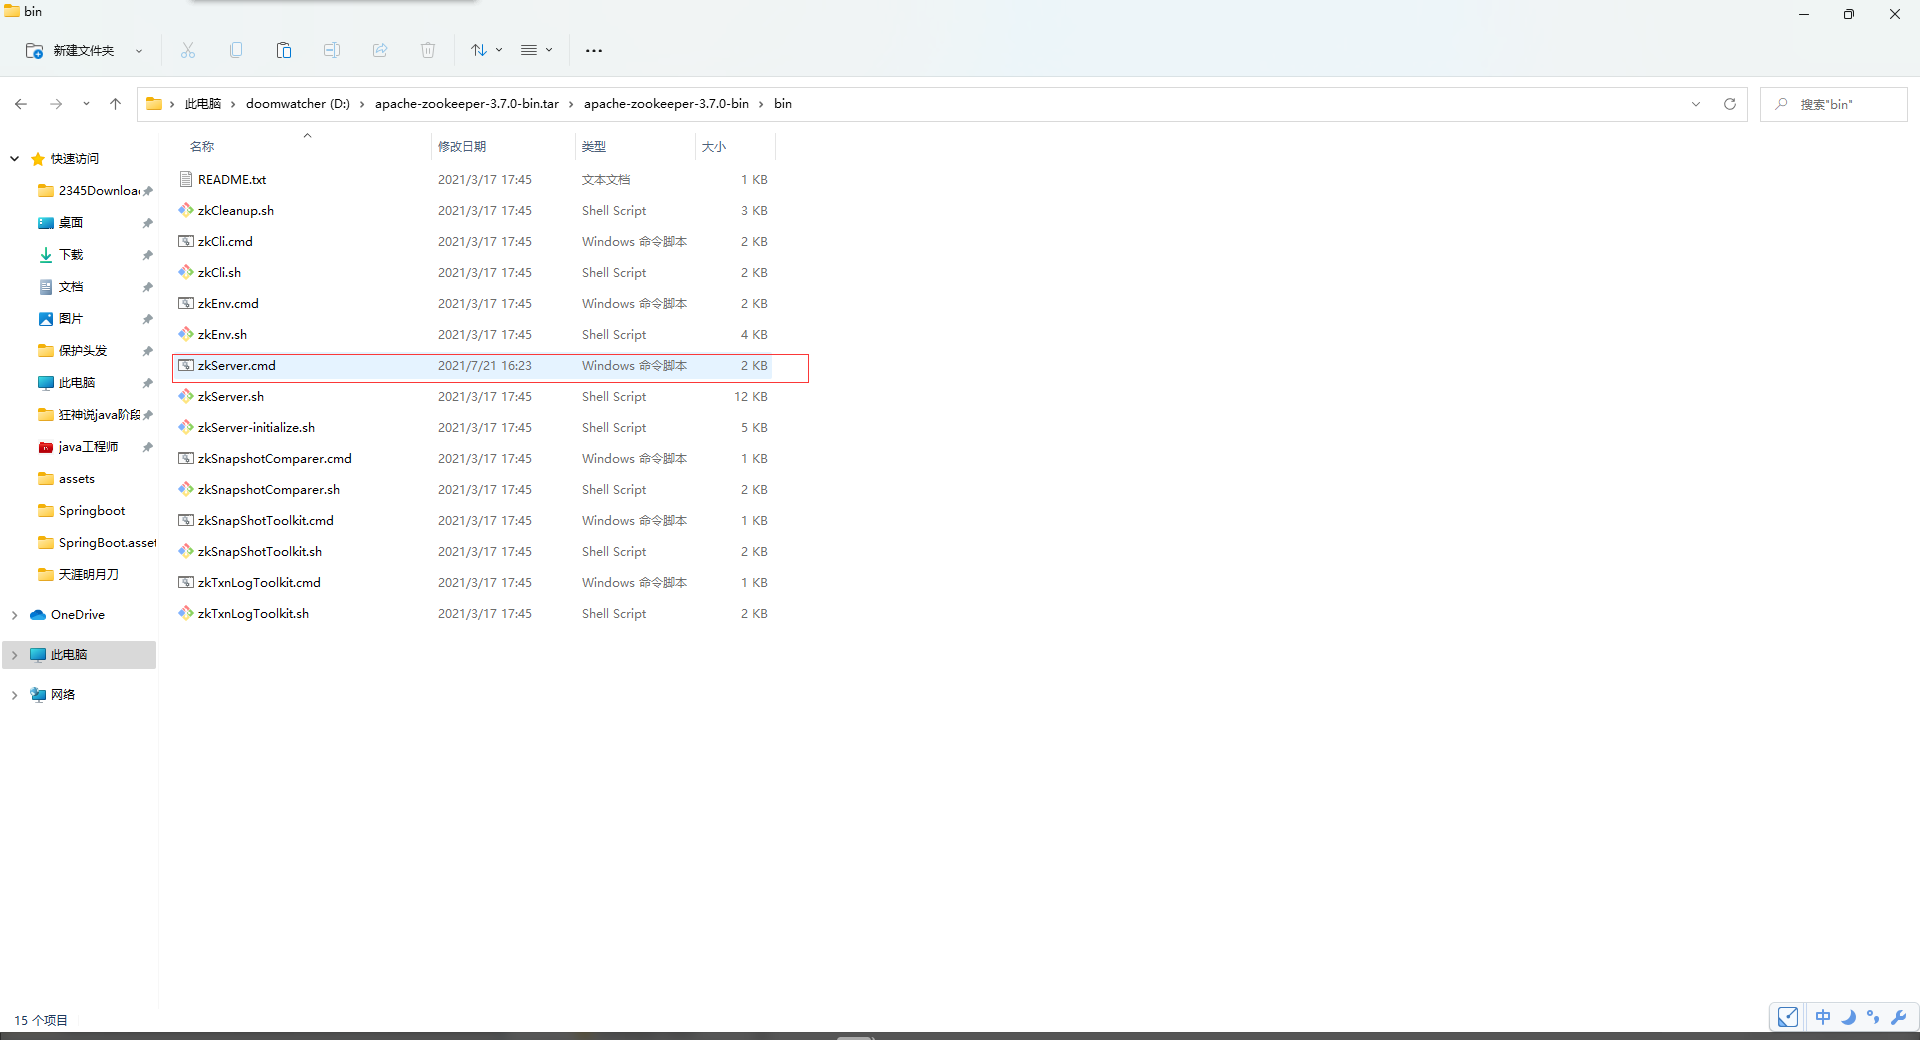 bin
新建文件夹
此电脑 doomwatcher (D:) apache-zookeeper-3.7.0-bin.tar apache-zookeeper-3.7.0-bin bin
搜索"bin"
名称 修改日期 类型 大小
README.txt 2021/3/17 17:45 文本文档 1 KB
zkCleanup.sh 2021/3/17 17:45 Shell Script 3 KB
zkCli.cmd 2021/3/17 17:45 Windows 命令脚本 2 KB
zkCli.sh 2021/3/17 17:45 Shell Script 2 KB
zkEnv.cmd 2021/3/17 17:45 Windows 命令脚本 2 KB
zkEnv.sh 2021/3/17 17:45 Shell Script 4 KB
zkServer.cmd 2021/7/21 16:23 Windows 命令脚本 2 KB
zkServer.sh 2021/3/17 17:45 Shell Script 12 KB
zkServer-initialize.sh 2021/3/17 17:45 Shell Script 5 KB
zkSnapshotComparer.cmd 2021/3/17 17:45 Windows 命令脚本 1 KB
zkSnapshotComparer.sh 2021/3/17 17:45 Shell Script 2 KB
zkSnapShotToolkit.cmd 2021/3/17 17:45 Windows 命令脚本 1 KB
zkSnapShotToolkit.sh 2021/3/17 17:45 Shell Script 2 KB
zkTxnLogToolkit.cmd 2021/3/17 17:45 Windows 命令脚本 1 KB
zkTxnLogToolkit.sh 2021/3/17 17:45 Shell Script 2 KB
快速访问
2345Downloa
桌面
下载
文档
图片
保护头发
此电脑
狂神说java阶段
java工程师
assets
Springboot
SpringBoot.asset
天涯明月刀
OneDrive
此电脑
网络
15 个项目
中